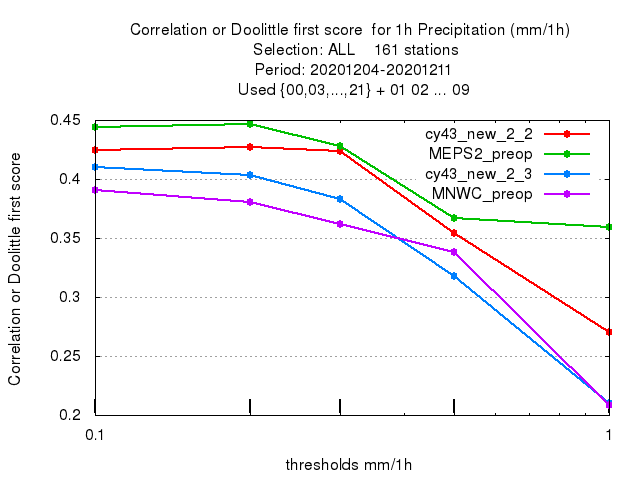 Correlation or Doolittle first score  for 1h Precipitation (mm/1h)
Selection: ALL    161 stations
Period: 20201204-20201211
Used {00,03,...,21} + 01 02 ... 09
Correlation or Doolittle first score
0.45
0.4
0.35
0.3
0.25
0.2
cy43_new_2_2
MEPS2_preop
cy43_new_2_3
MNWC_preop
0.1
1
thresholds mm/1h